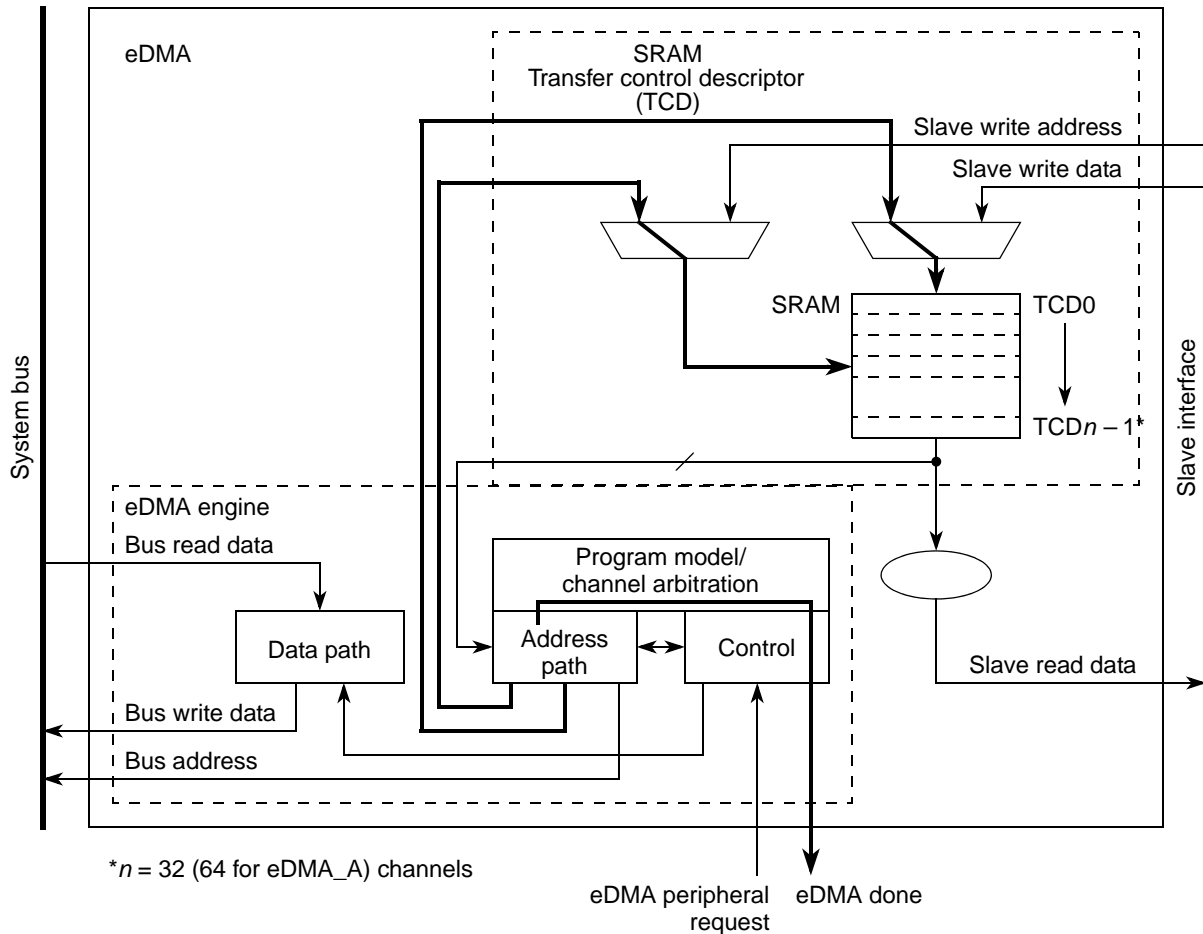 eDMA
SRAM
Transfer control descriptor
(TCD)
Slave write address
Slave write data
SRAM
TCD0
TCDn – 1*
System bus
Slave interface
eDMA engine
Bus read data
Program model/
channel arbitration
Data path
Address
path
Control
Slave read data
Bus write data
Bus address
*n = 32 (64 for eDMA_A) channels
eDMA peripheral
request
eDMA done